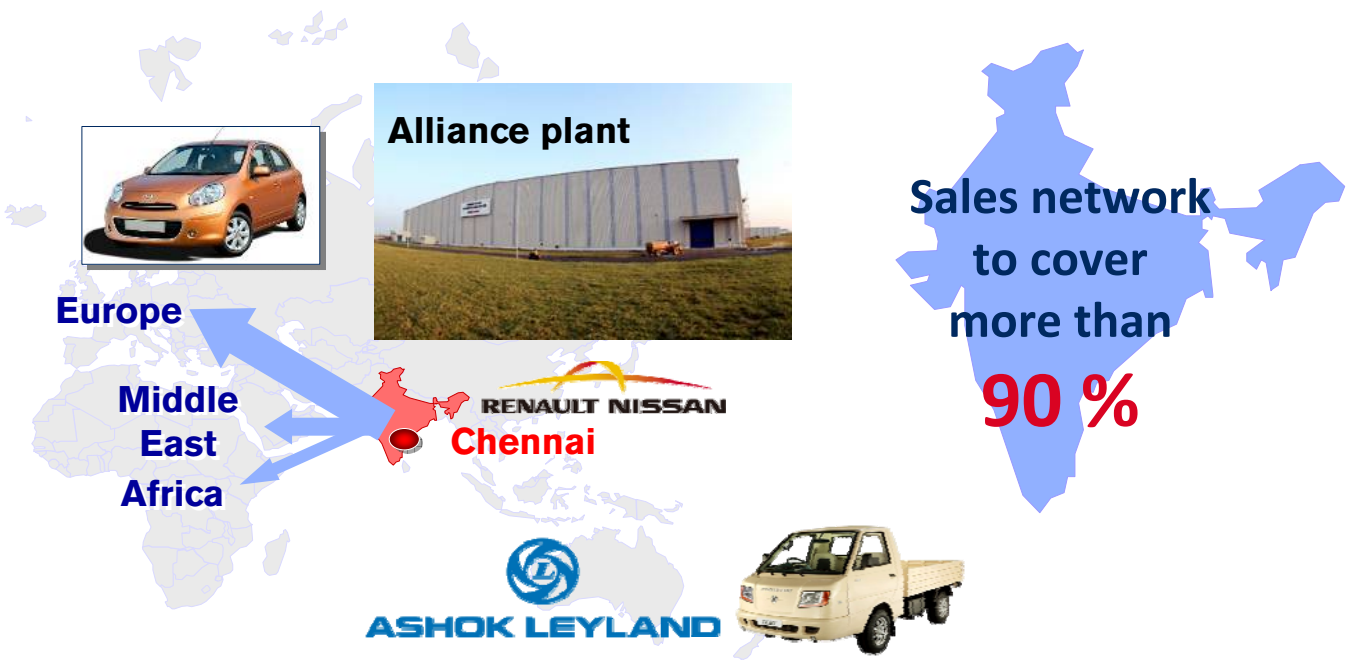 Alliance plant
Europe
Middle
East
Africa
RENAULT NISSAN
Chennai
ASHOK LEYLAND
Sales network
to cover
more than
90 %